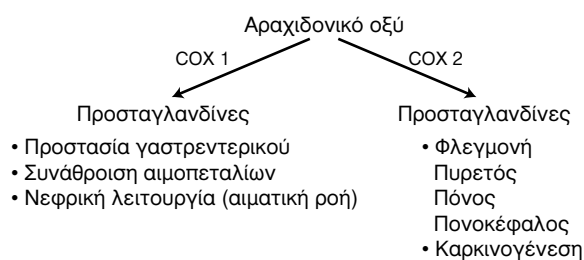 Αραχιδονικό οξύ
COX 1
COX 2
Προσταγλανδίνες
• Προστασία γαστρεντερικού
• Συνάθροιση αιμοπεταλίων
• Νεφρική λειτουργία (αιματική ροή)
Προσταγλανδίνες
• Φλεγμονή
Πυρετός
Πόνος
Πονοκέφαλος
• Καρκινογένεση